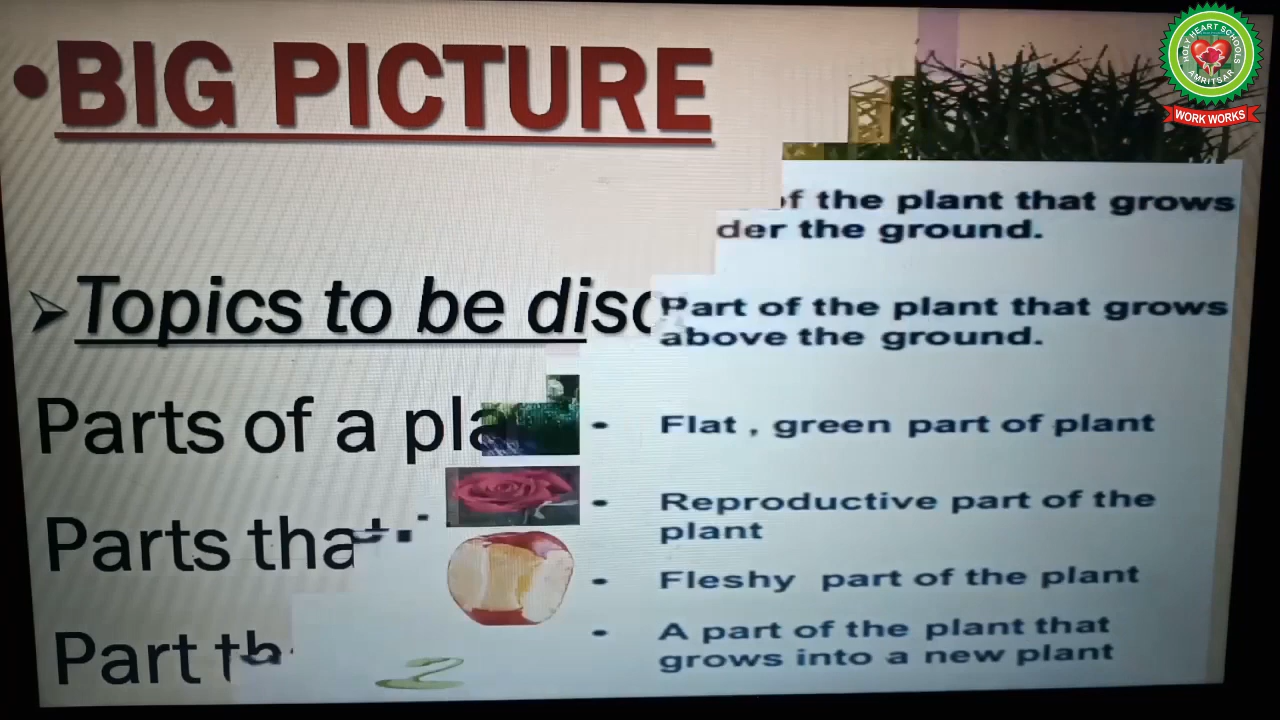 •BIG PICTURE
of the plant that grows
der the ground.
➢Topics to be disc
Part of the plant that grows
above the ground.
Parts of a pla
• Flat , green part of plant
Parts tha
• Reproductive part of the
plant
• Fleshy part of the plant
Part th
• A part of the plant that
grows into a new plant
HOLY HEART SCHOOLS
AMRITSAR
WORK WORKS